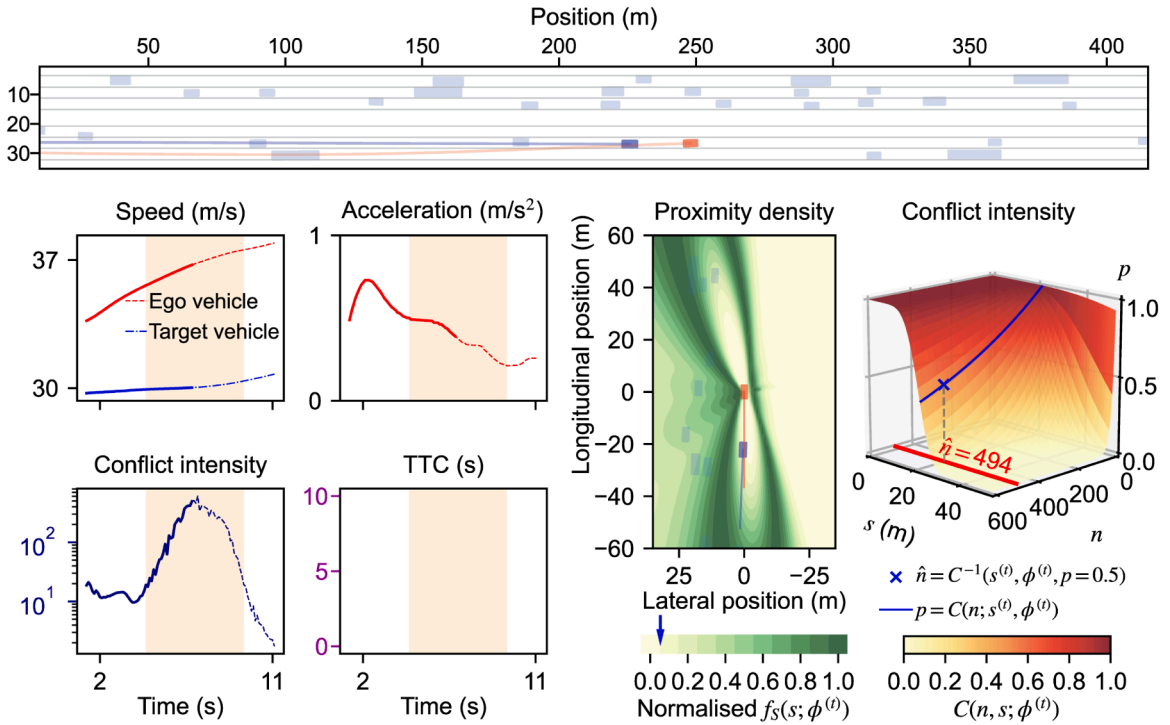 Position (m)
50 100 150 200 250 300 350 400
10
20
30
Speed (m/s)
37
30
Ego vehicle
Target vehicle
Acceleration (m/s²)
1
0
Proximity density
Longitudinal position (m)
60
40
20
0
−20
−40
−60
25 0 −25
Lateral position (m)
0.0 0.2 0.4 0.6 0.8 1.0
Normalised f_S(s; ϕ^(t))
Conflict intensity
p
1.0
0.5
0.0
n̂ = 494
0 20 40
s (m)
600 400 200 0
n
n̂ = C⁻¹(s^(t), ϕ^(t), p = 0.5)
p = C(n; s^(t), ϕ^(t))
0.0 0.2 0.4 0.6 0.8 1.0
C(n, s; ϕ^(t))
Conflict intensity
10²
10¹
2 11
Time (s)
TTC (s)
10
5
0
2 11
Time (s)